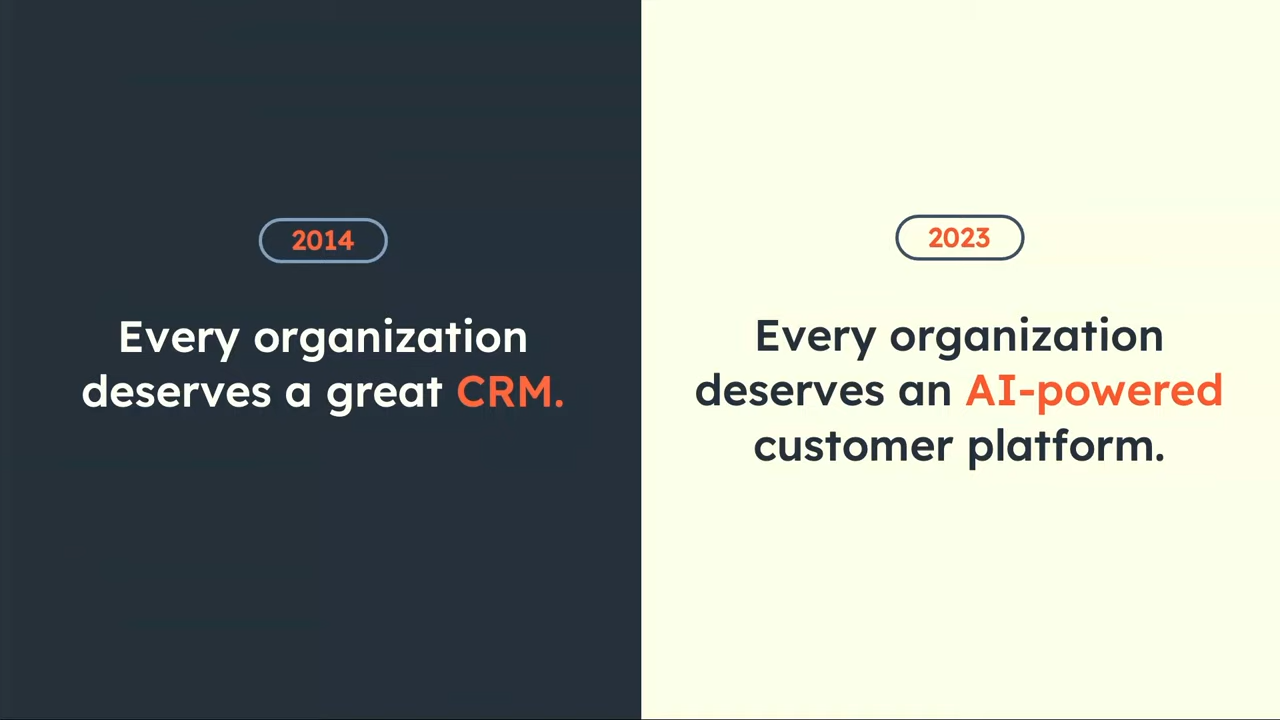 2014
Every organization
deserves a great CRM.
2023
Every organization
deserves an AI-powered
customer platform.